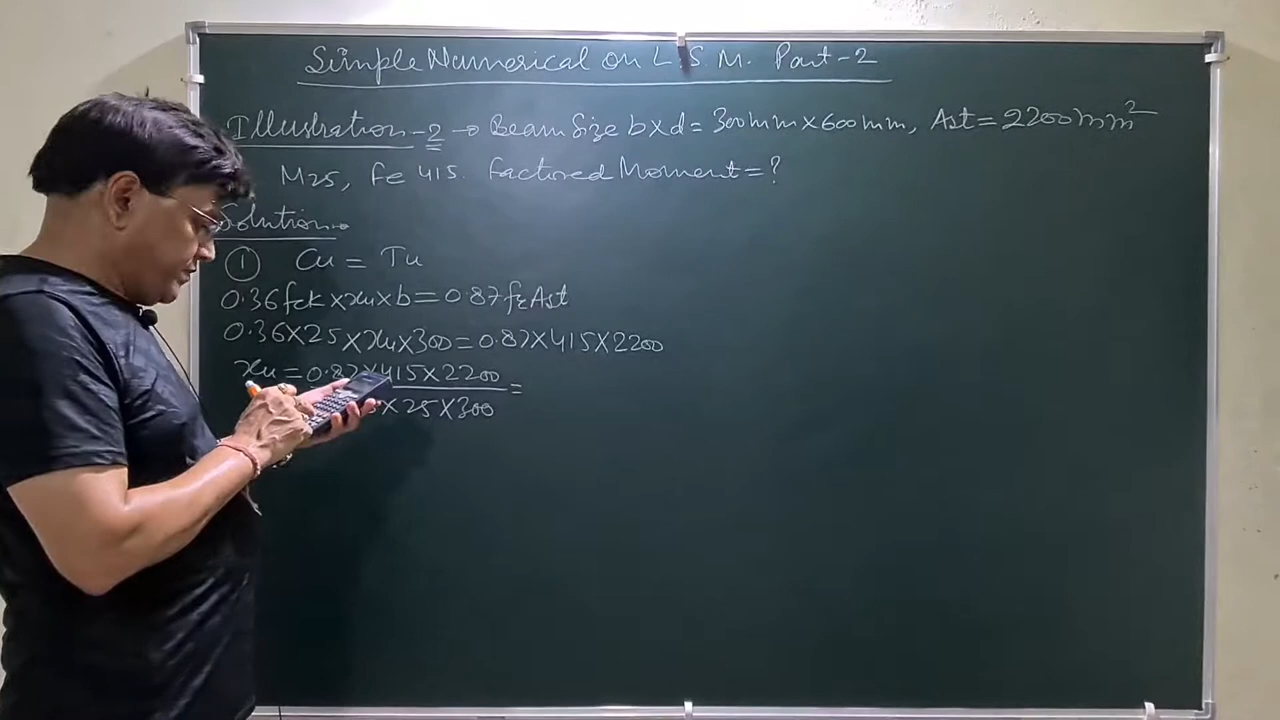 Simple Numerical on L.S.M. Part-2
Illustration-2 → Beam Size b×d = 300mm×600mm, Ast = 2200mm²
M25, fe 415. Factored Moment = ?
Solution→
① Cu = Tu
0.36fck×xu×b = 0.87fyAst
0.36×25×xu×300 = 0.87×415×2200
xu = 0.87×415×2200 =
×25×300